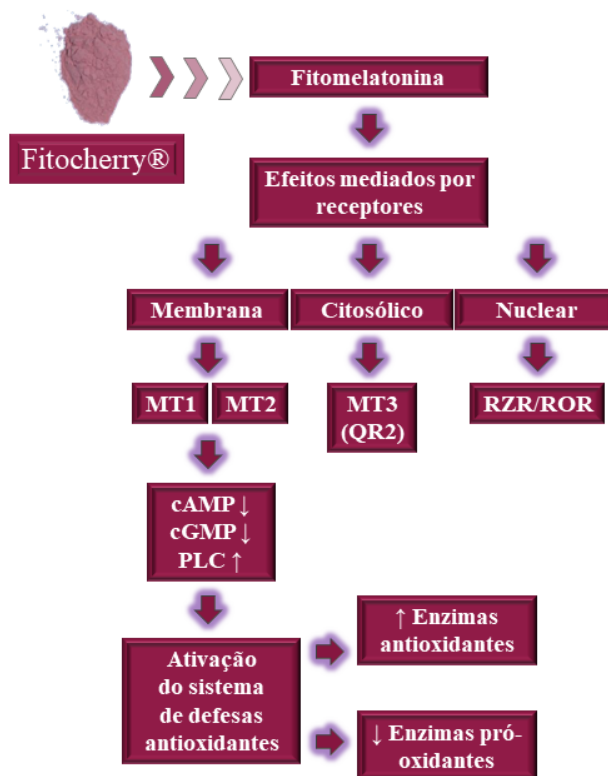 Fitomelatonina
Fitocherry®
Efeitos mediados por
receptores
Membrana
Citosólico
Nuclear
MT1
MT2
MT3
(QR2)
RZR/ROR
cAMP ↓
cGMP ↓
PLC ↑
Ativação
do sistema
de defesas
antioxidantes
↑ Enzimas
antioxidantes
↓ Enzimas pró-
oxidantes